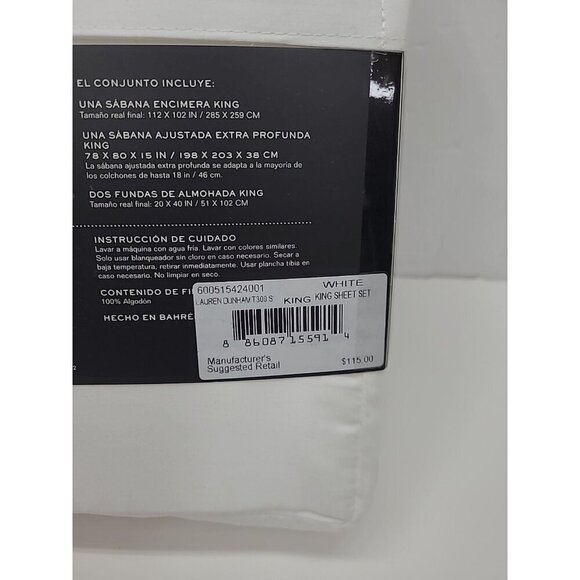 EL CONJUNTO INCLUYE:
UNA SÁBANA ENCIMERA KING
Tamaño real final: 112 X 102 IN / 285 X 259 CM
UNA SÁBANA AJUSTADA EXTRA PROFUNDA
KING
78 X 80 X 15 IN / 198 X 203 X 38 CM
La sábana ajustada extra profunda se adapta a la mayoría de
los colchones de hasta 18 in / 46 cm.
DOS FUNDAS DE ALMOHADA KING
Tamaño real final: 20 X 40 IN / 51 X 102 CM
INSTRUCCIÓN DE CUIDADO
Lavar a máquina con agua fría. Lavar con colores similares.
Solo usar blanqueador sin cloro en caso necesario. Secar a
baja temperatura, retirar inmediatamente. Usar plancha tibia en
caso necesario. No limpiar en seco.
CONTENIDO DE FI
100% Algodón
HECHO EN BAHRÉ
600515424001 WHITE
LAUREN DUNHAM T300 S KING KING SHEET SET
8 86087 15591 4
Manufacturer's
Suggested Retail $115.00